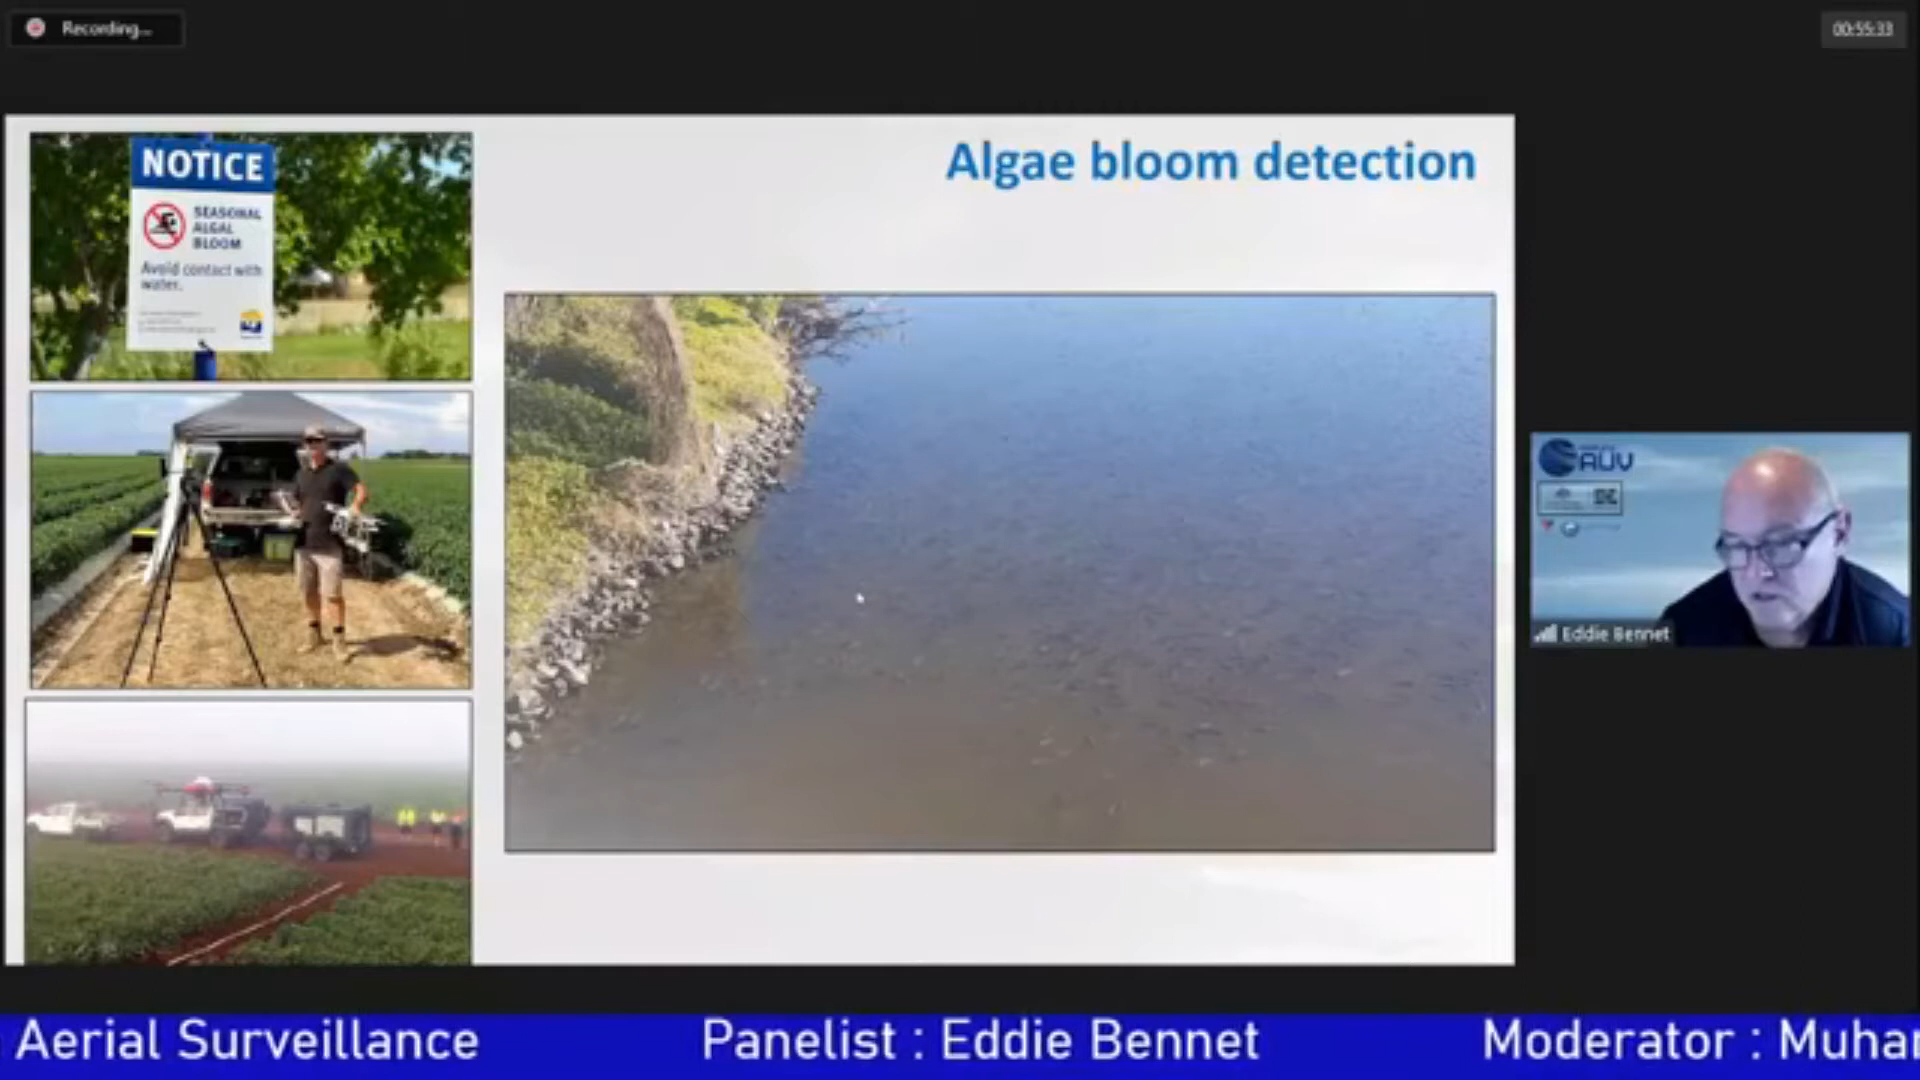 Recording...
00:55:33
Algae bloom detection
NOTICE
SEASONAL
ALGAL
BLOOM
Avoid contact with
water.
AUV
Eddie Bennet
Aerial Surveillance
Panelist : Eddie Bennet
Moderator : Muhar